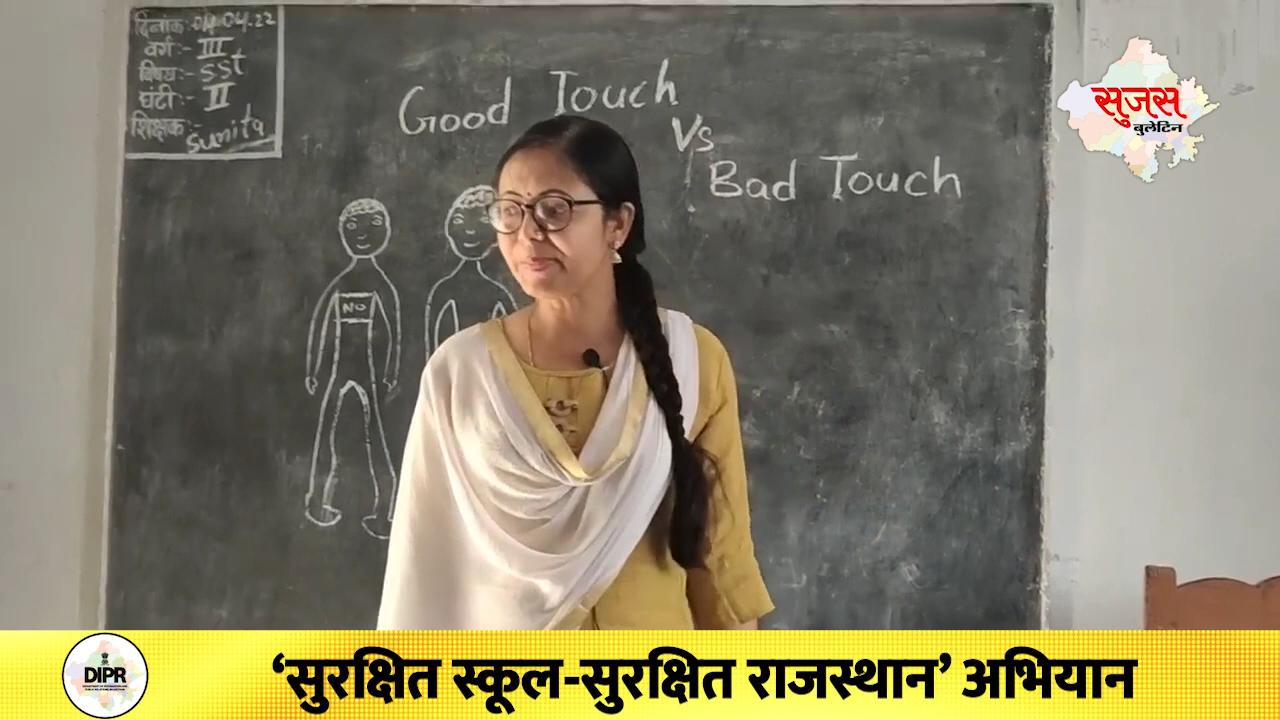 दिनांक:- 04.04.22
वर्ग:- III
विषय:- SSt
घंटी:- II
शिक्षक:- Sunita
Good Touch
Vs
Bad Touch
NO
सुजस
बुलेटिन
DIPR
‘सुरक्षित स्कूल-सुरक्षित राजस्थान’ अभियान